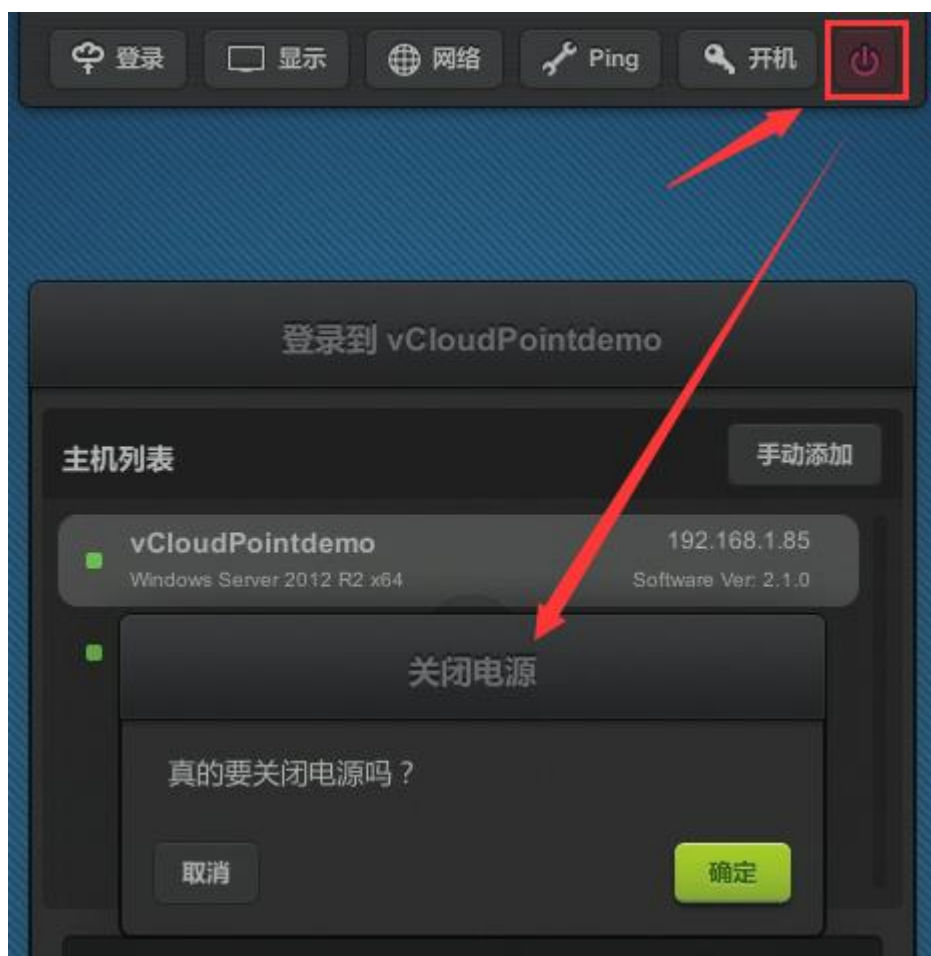 登录 显示 网络 Ping 开机
登录到 vCloudPointdemo
主机列表 手动添加
vCloudPointdemo 192.168.1.85
Windows Server 2012 R2 x64 Software Ver: 2.1.0
关闭电源
真的要关闭电源吗？
取消 确定